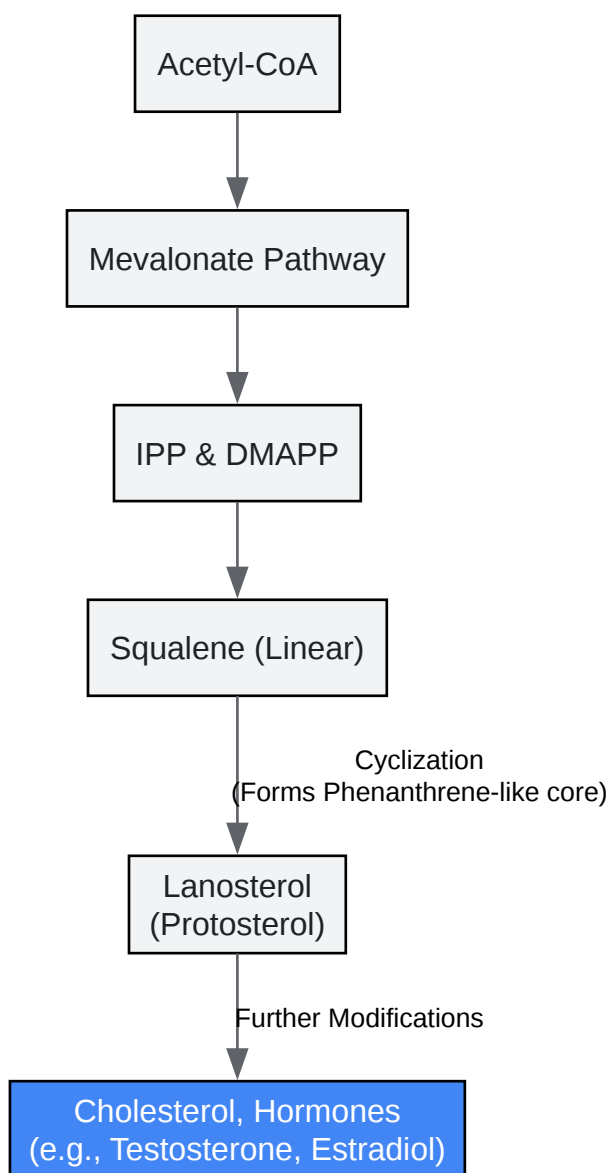 Acetyl-CoA
Mevalonate Pathway
IPP & DMAPP
Squalene (Linear)
Cyclization
(Forms Phenanthrene-like core)
Lanosterol
(Protosterol)
Further Modifications
Cholesterol, Hormones
(e.g., Testosterone, Estradiol)